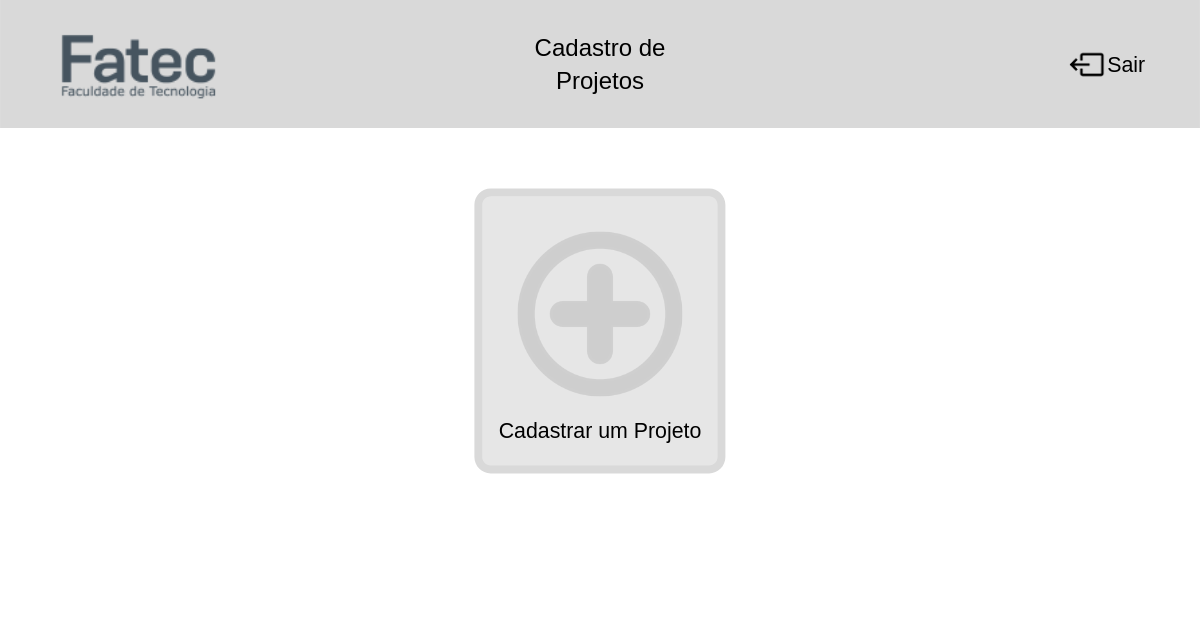 Fatec
Faculdade de Tecnologia
Cadastro de
Projetos
Sair
Cadastrar um Projeto